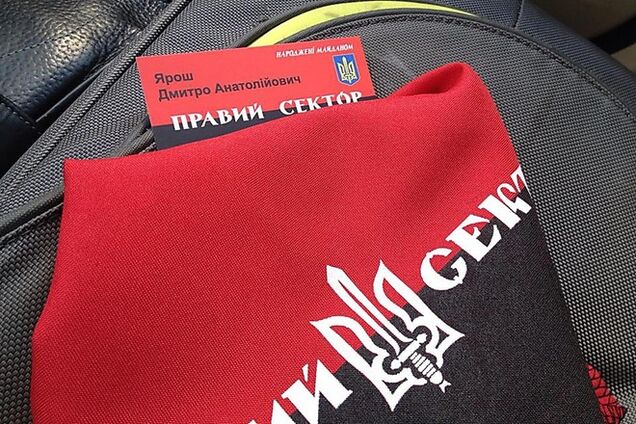 НАРОДЖЕНІ МАЙДАНОМ
Ярош
Дмитро Анатолійович
ПРАВИЙ СЕКТОР
ИЙ СЕКТ